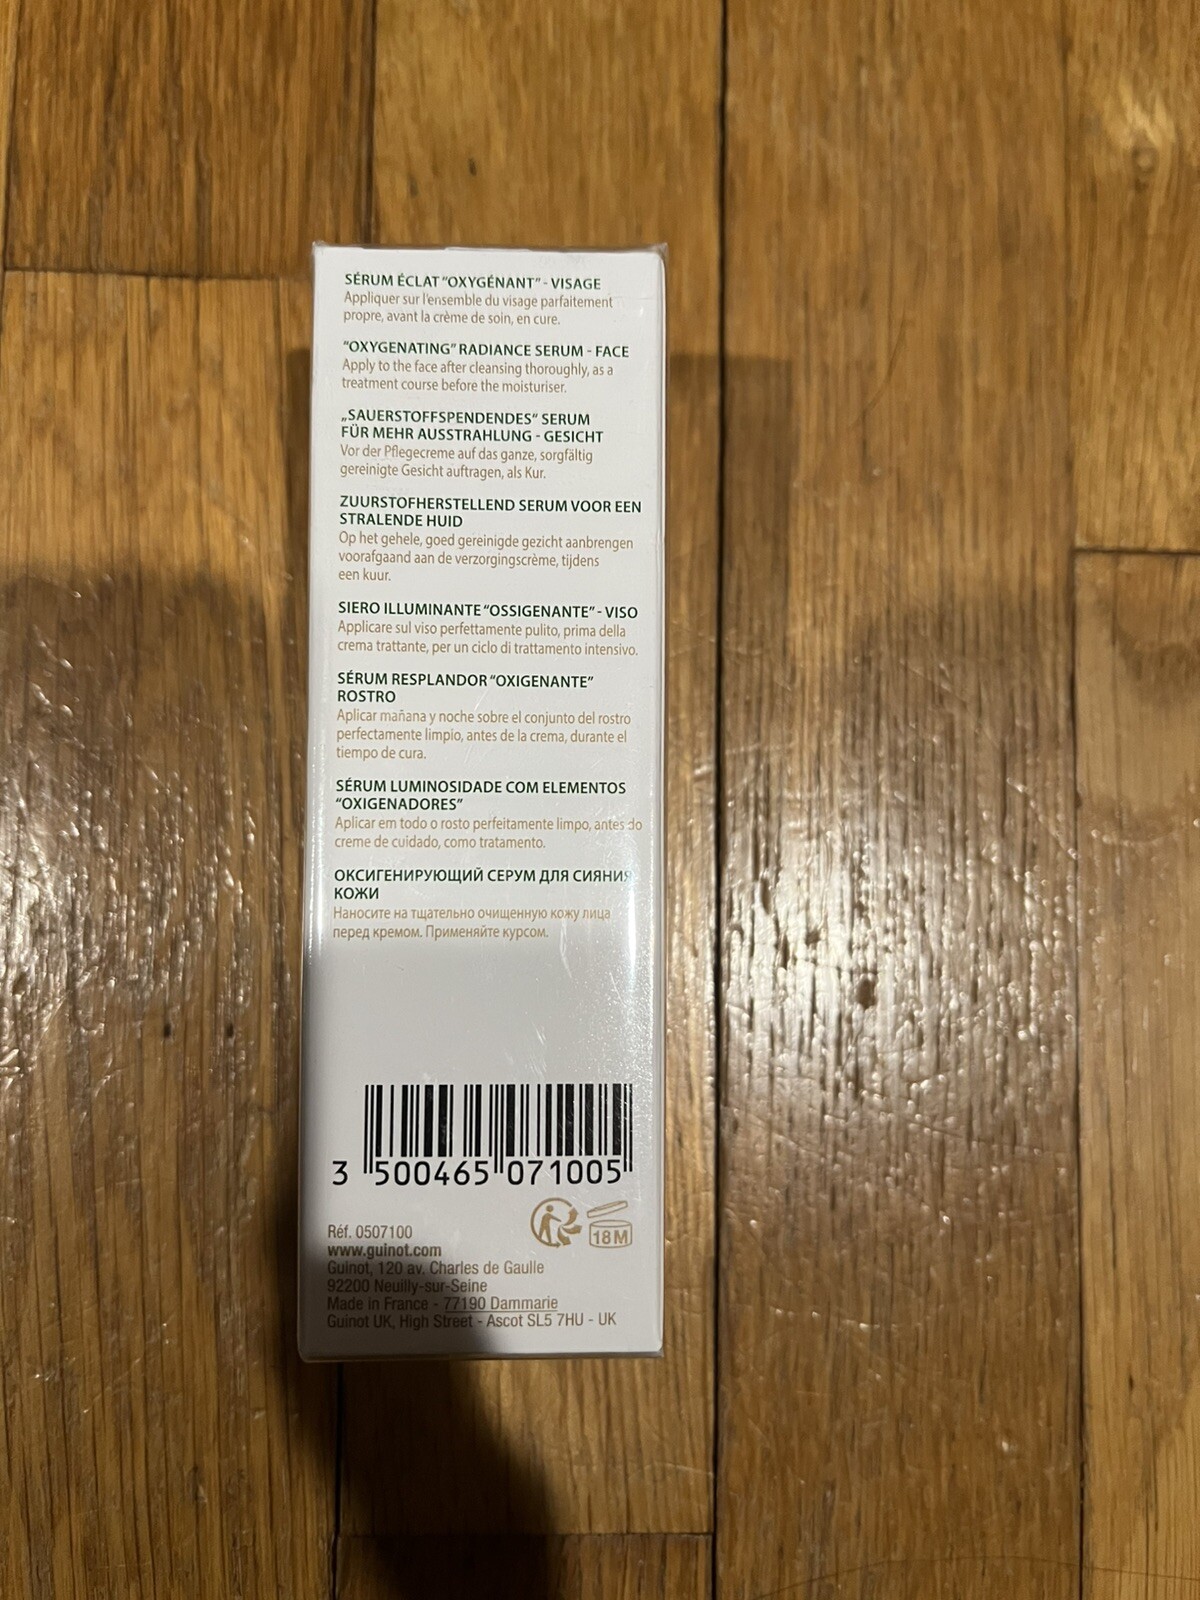 SÉRUM ÉCLAT "OXYGÉNANT" - VISAGE
Appliquer sur l'ensemble du visage parfaitement
propre, avant la crème de soin, en cure.
"OXYGENATING" RADIANCE SERUM - FACE
Apply to the face after cleansing thoroughly, as a
treatment course before the moisturiser.
„SAUERSTOFFSPENDENDES" SERUM
FÜR MEHR AUSSTRAHLUNG - GESICHT
Vor der Pflegecreme auf das ganze, sorgfältig
gereinigte Gesicht auftragen, als Kur.
ZUURSTOFHERSTELLEND SERUM VOOR EEN
STRALENDE HUID
Op het gehele, goed gereinigde gezicht aanbrengen
voorafgaand aan de verzorgingscrème, tijdens
een kuur.
SIERO ILLUMINANTE "OSSIGENANTE" - VISO
Applicare sul viso perfettamente pulito, prima della
crema trattante, per un ciclo di trattamento intensivo.
SÉRUM RESPLANDOR "OXIGENANTE"
ROSTRO
Aplicar mañana y noche sobre el conjunto del rostro
perfectamente limpio, antes de la crema, durante el
tiempo de cura.
SÉRUM LUMINOSIDADE COM ELEMENTOS
"OXIGENADORES"
Aplicar em todo o rosto perfeitamente limpo, antes do
creme de cuidado, como tratamento.
ОКСИГЕНИРУЮЩИЙ СЕРУМ ДЛЯ СИЯНИЯ
КОЖИ
Наносите на тщательно очищенную кожу лица
перед кремом. Применяйте курсом.
3 500465 071005
18M
Réf. 0507100
www.guinot.com
Guinot, 120 av. Charles de Gaulle
92200 Neuilly-sur-Seine
Made in France - 77190 Dammarie
Guinot UK, High Street - Ascot SL5 7HU - UK